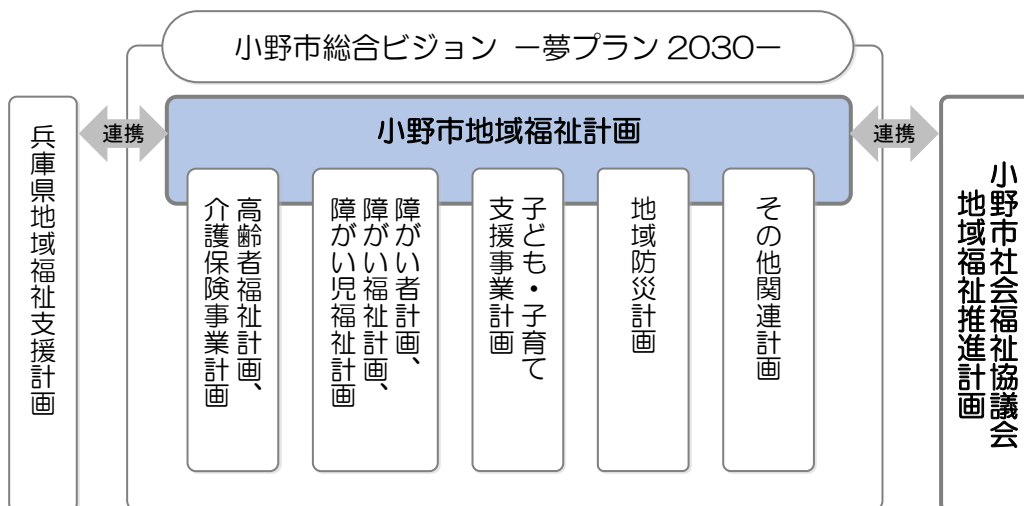 小野市総合ビジョン －夢プラン2030－
兵庫県地域福祉支援計画
連携
小野市地域福祉計画
連携
高齢者福祉計画、
介護保険事業計画
障がい者計画、
障がい福祉計画、
障がい児福祉計画
子ども・子育て
支援事業計画
地域防災計画
その他関連計画
小野市社会福祉協議会
地域福祉推進計画